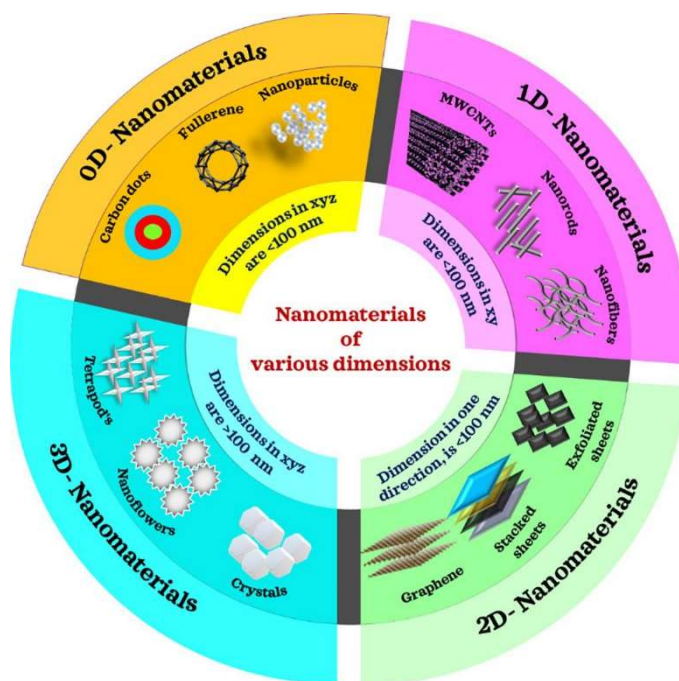 Nanomaterials
of
various dimensions
0D- Nanomaterials
Carbon dots
Fullerene
Nanoparticles
Dimensions in xyz
are <100 nm
1D- Nanomaterials
MWCNTs
Nanorods
Nanofibers
Dimensions in xy
are <100
nm
2D- Nanomaterials
Exfoliated sheets
Stacked
sheets
Graphene
Dimension in one
direction, is <100 nm
3D- Nanomaterials
Tetrapod's
Nanoflowers
Crystals
Dimensions in xyz
are >100 nm